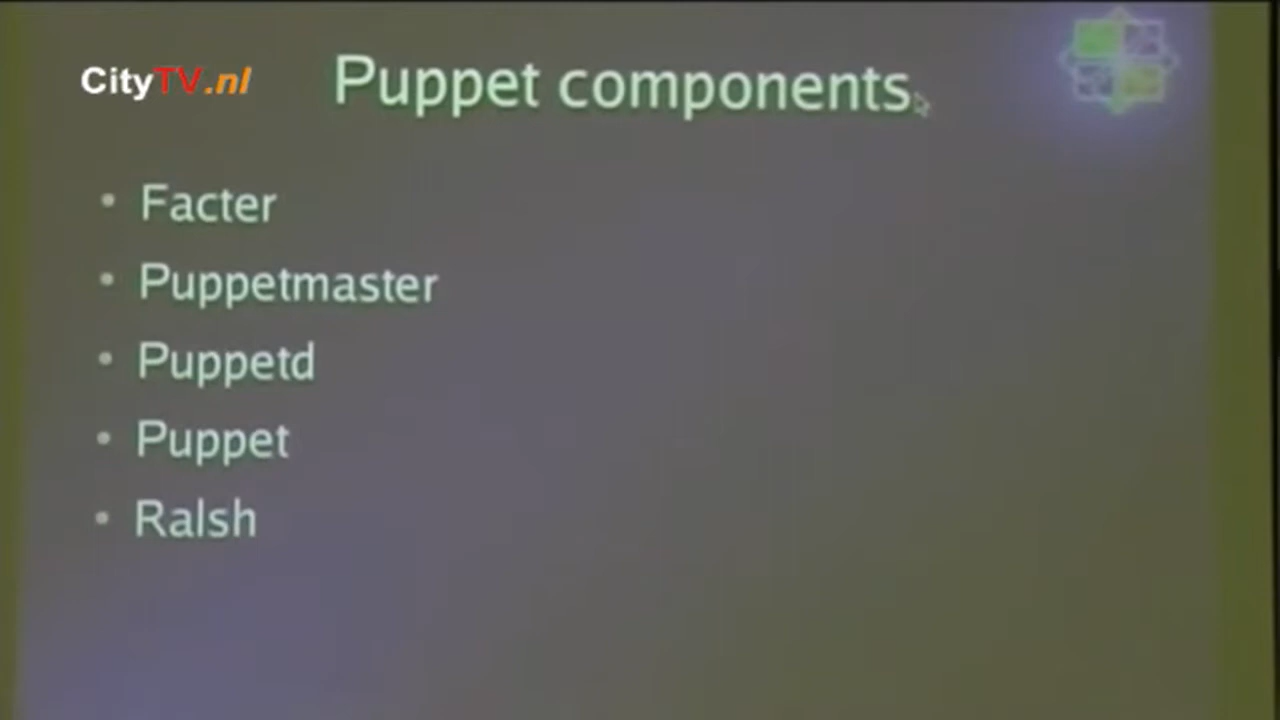 CityTV.nl
Puppet components
• Facter
• Puppetmaster
• Puppetd
• Puppet
• Ralsh